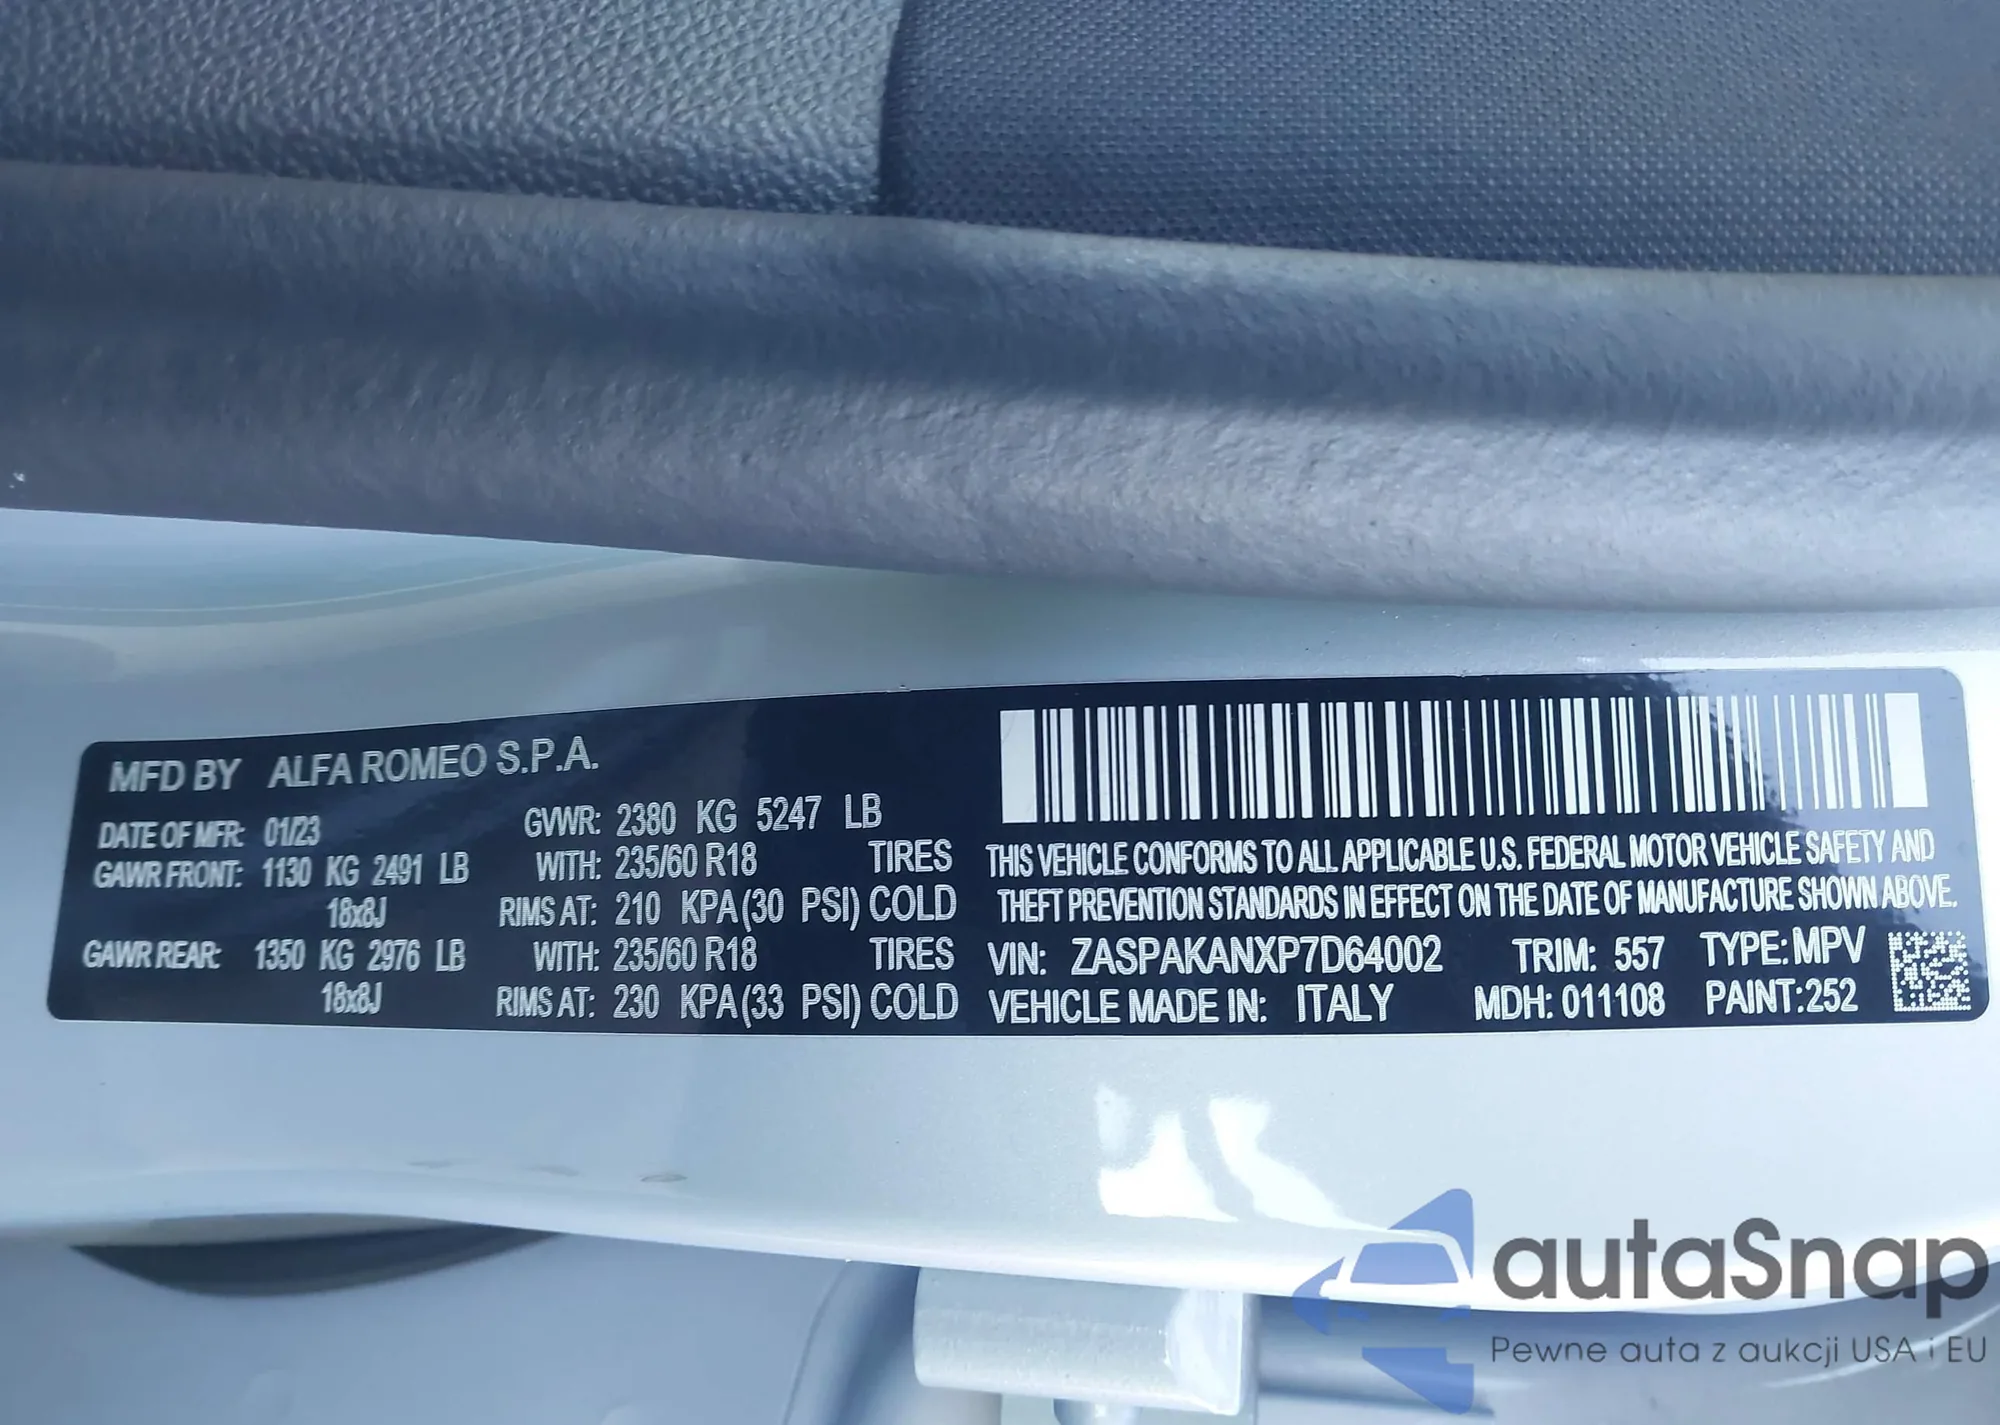 MFD BY ALFA ROMEO S.P.A.
DATE OF MFR: 01/23 GVWR: 2380 KG 5247 LB
GAWR FRONT: 1130 KG 2491 LB WITH: 235/60 R18 TIRES
18x8J RIMS AT: 210 KPA(30 PSI) COLD
GAWR REAR: 1350 KG 2976 LB WITH: 235/60 R18 TIRES
18x8J RIMS AT: 230 KPA(33 PSI) COLD
THIS VEHICLE CONFORMS TO ALL APPLICABLE U.S. FEDERAL MOTOR VEHICLE SAFETY AND
THEFT PREVENTION STANDARDS IN EFFECT ON THE DATE OF MANUFACTURE SHOWN ABOVE.
VIN: ZASPAKANXP7D64002 TRIM: 557 TYPE: MPV
VEHICLE MADE IN: ITALY MDH: 011108 PAINT:252
autaSnap
Pewne auta z aukcji USA i EU